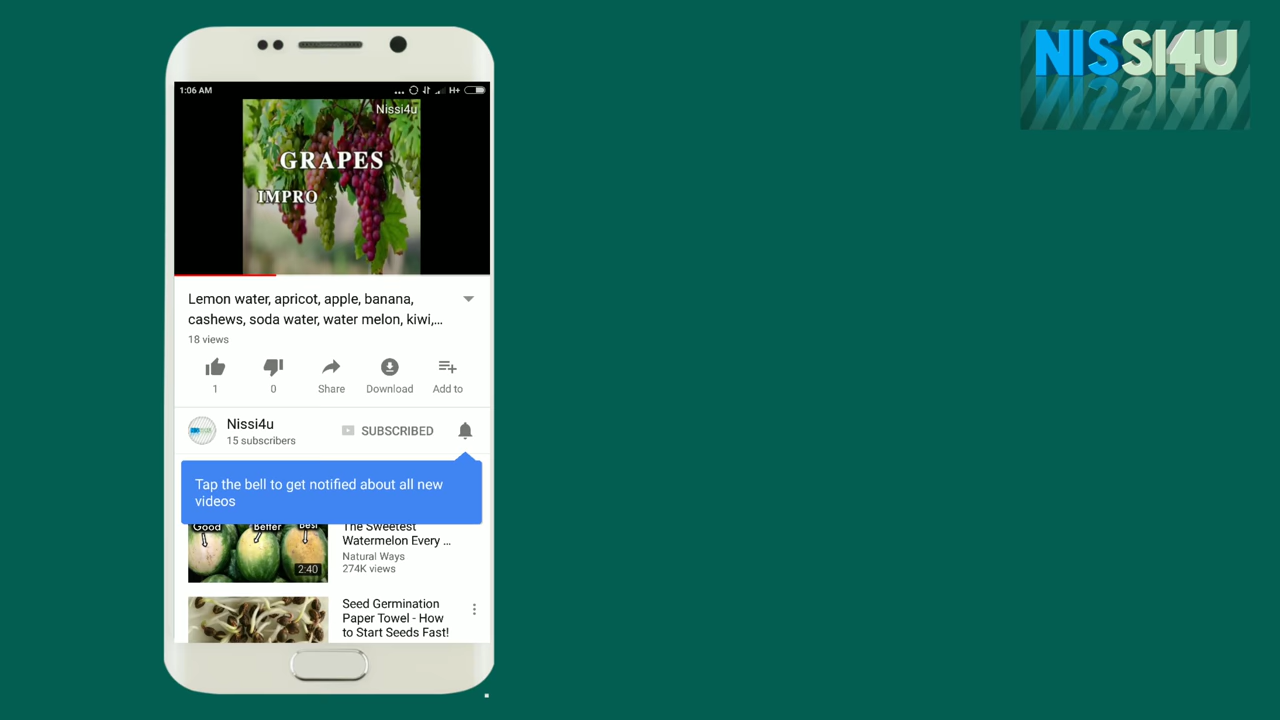 NISSI4U
1:06 AM
H+
Nissi4u
GRAPES
IMPRO
Lemon water, apricot, apple, banana,
cashews, soda water, water melon, kiwi,...
18 views
1
0
Share
Download
Add to
Nissi4u
15 subscribers
SUBSCRIBED
Tap the bell to get notified about all new
videos
Good
Better
Best
2:40
The Sweetest
Watermelon Every ...
Natural Ways
274K views
Seed Germination
Paper Towel - How
to Start Seeds Fast!